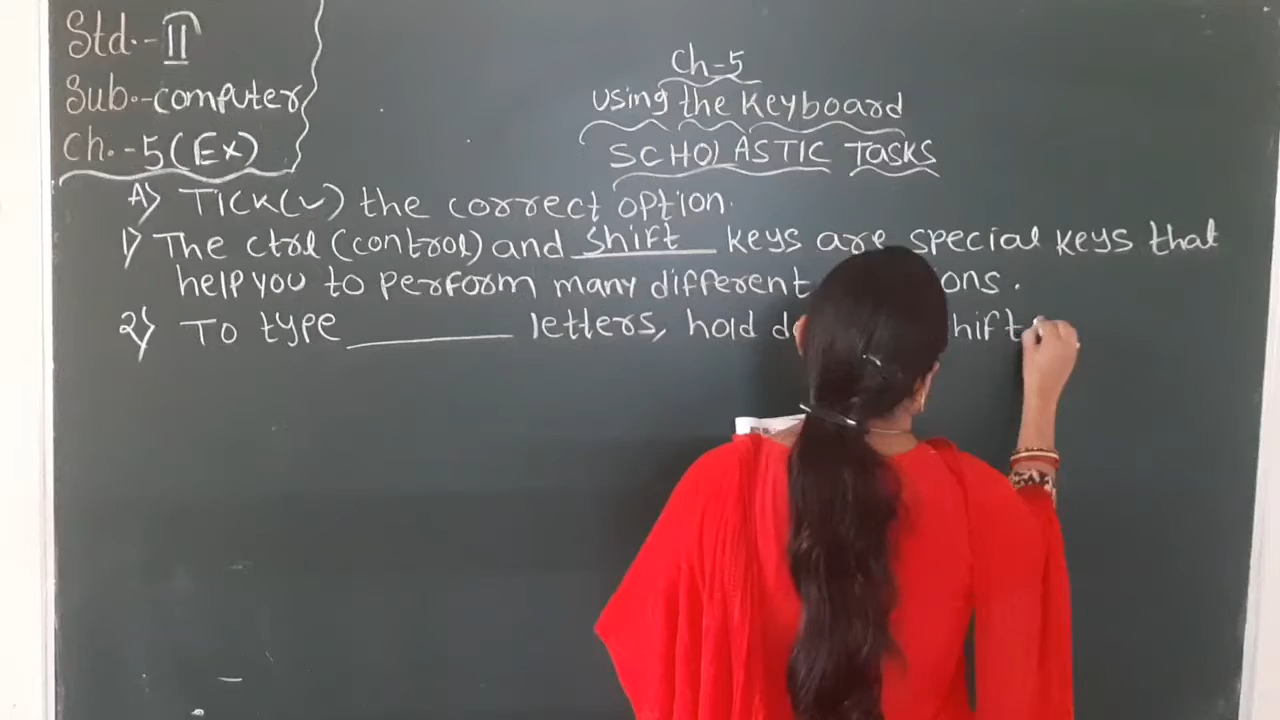 Std.-II
Sub.-computer
Ch.-5(Ex)
Ch-5
Using the Keyboard
SCHOLASTIC TASKS
A) Tick(✓) the correct option.
1) The ctrl (control) and shift keys are special keys that
help you to perform many different
2) To type ________ letters, hold